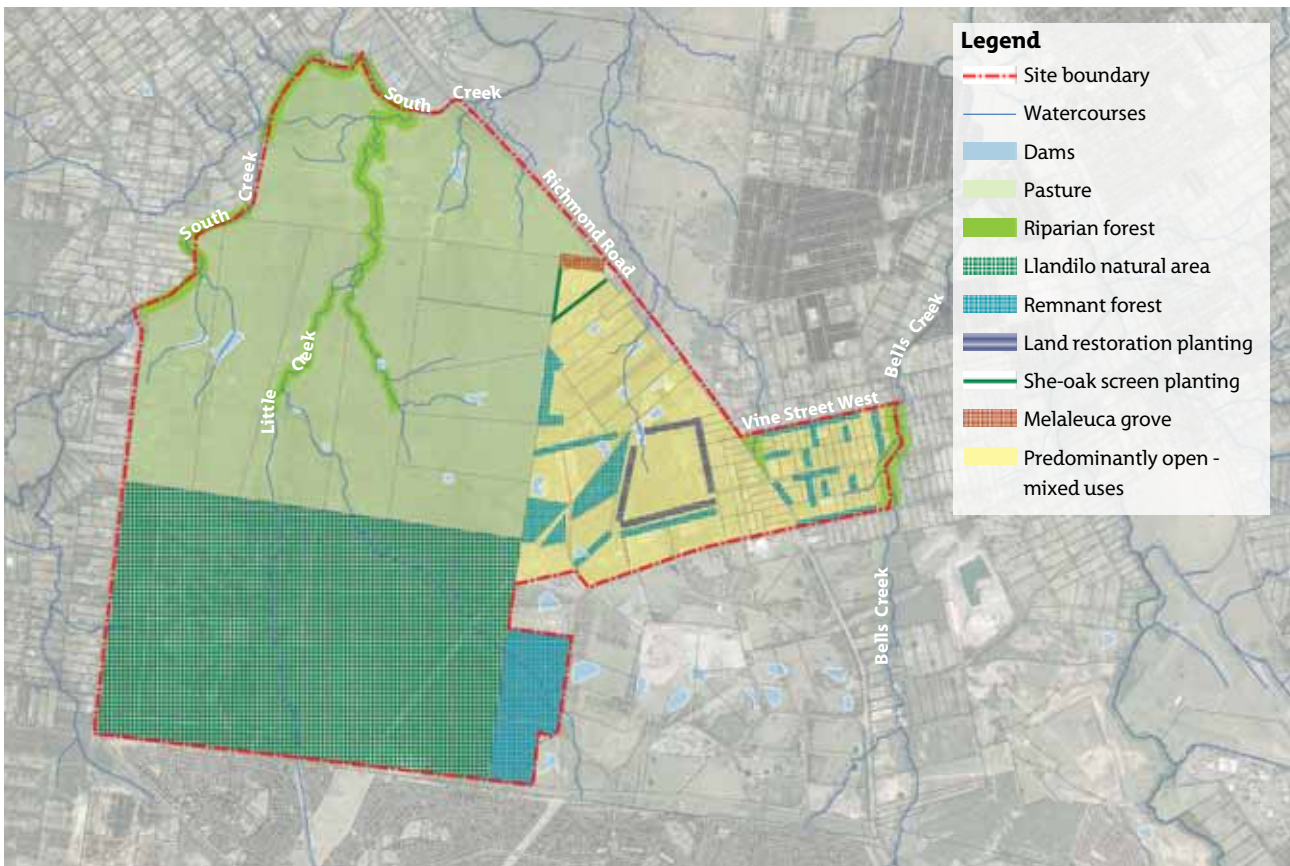 Legend
Site boundary
Watercourses
Dams
Pasture
Riparian forest
Llandilo natural area
Remnant forest
Land restoration planting
She-oak screen planting
Melaleuca grove
Predominantly open -
mixed uses
South Creek
South Creek
Richmond Road
Little Creek
Vine Street West
Bells Creek
Bells Creek